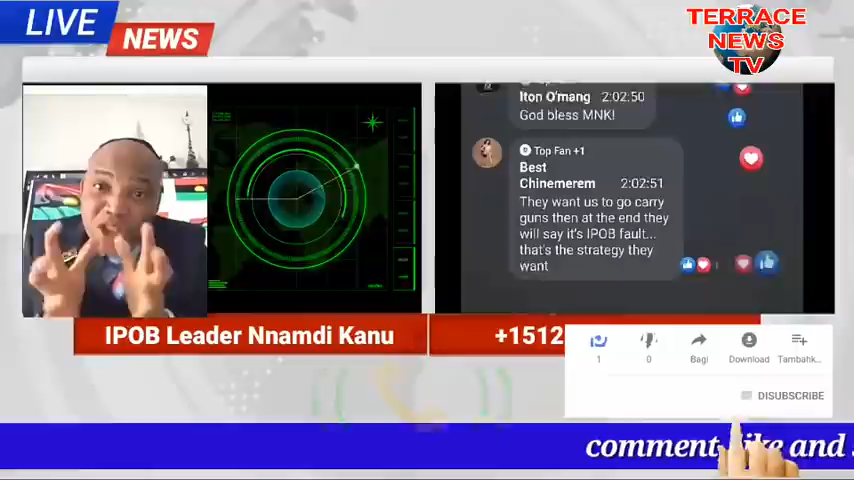 LIVE
NEWS
TERRACE
NEWS
TV
Iton O'mang 2:02:50
God bless MNK!
Top Fan +1
Best
Chinemerem 2:02:51
They want us to go carry
guns then at the end they
will say it's IPOB fault...
that's the strategy they
want
1
IPOB Leader Nnamdi Kanu
+1512
1 0 Bagi Download Tambahk...
DISUBSCRIBE
comment, like and